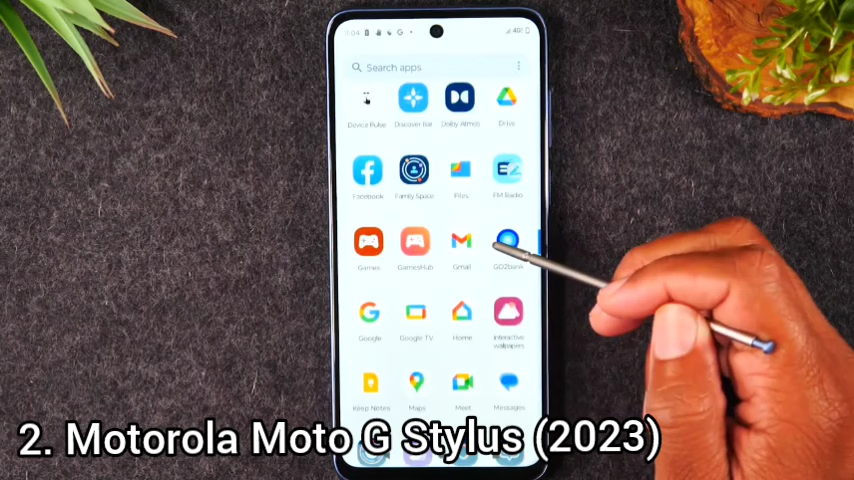 Search apps
Device Pulse Discover Bar Dolby Atmos Drive
Facebook Family Space Files FM Radio
Games GamesHub Gmail GO2bank
Google Google TV Home Interactive
wallpapers
Keep Notes Maps Meet Messages
2. Motorola Moto G Stylus (2023)